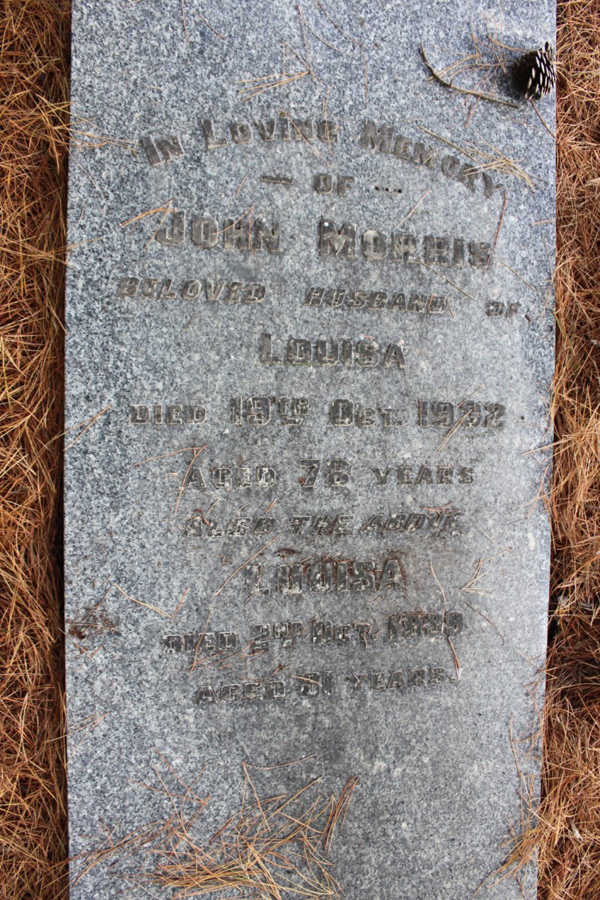 In Loving Memory
of
John Morris
Beloved Husband of
Louisa
Died Oct. 1932
Aged years
Also the above
Louisa
Died
Aged 81 years.